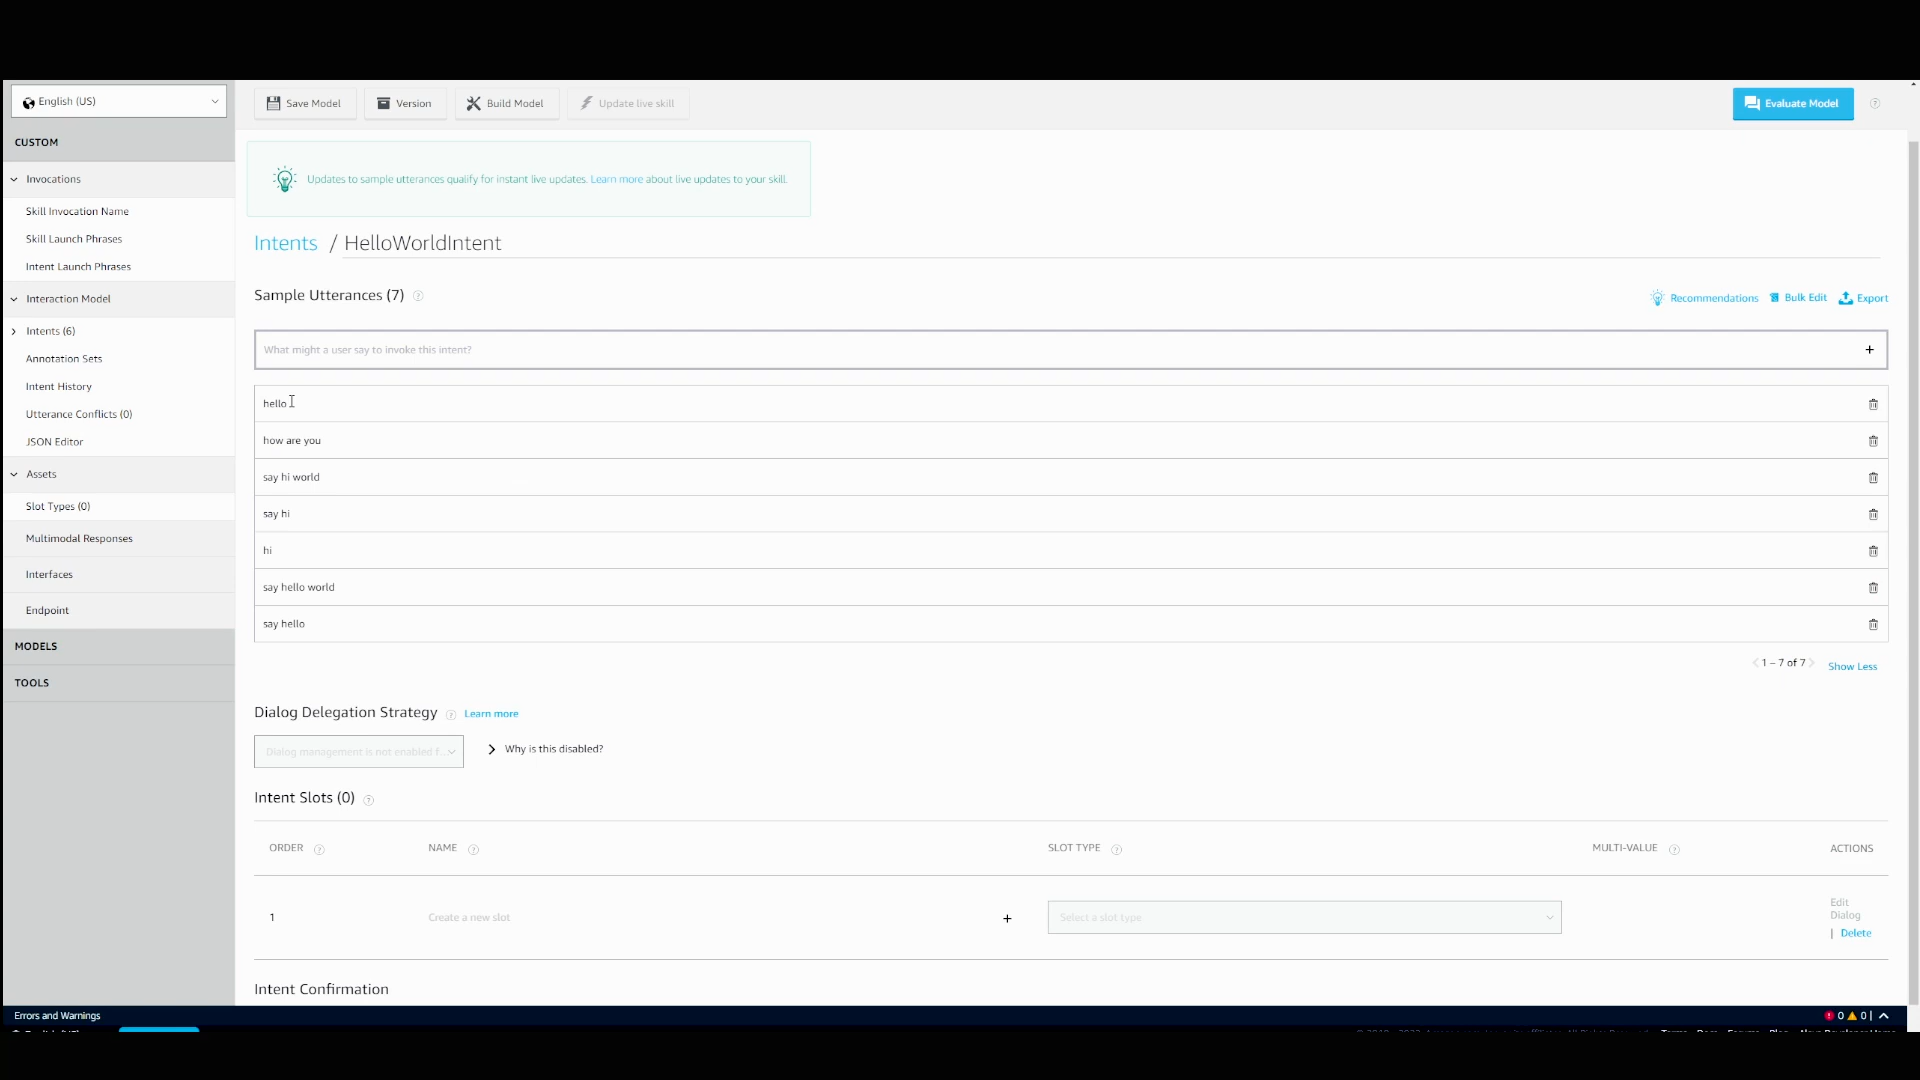 English (US)
Save Model
Version
Build Model
Update live skill
Evaluate Model
CUSTOM
Invocations
Skill Invocation Name
Skill Launch Phrases
Intent Launch Phrases
Interaction Model
Intents (6)
Annotation Sets
Intent History
Utterance Conflicts (0)
JSON Editor
Assets
Slot Types (0)
Multimodal Responses
Interfaces
Endpoint
MODELS
TOOLS
Updates to sample utterances qualify for instant live updates. Learn more about live updates to your skill.
Intents / HelloWorldIntent
Sample Utterances (7)
Recommendations
Bulk Edit
Export
What might a user say to invoke this intent?
hello
how are you
say hi world
say hi
hi
say hello world
say hello
1 – 7 of 7
Show Less
Dialog Delegation Strategy
Learn more
Dialog management is not enabled f...
Why is this disabled?
Intent Slots (0)
ORDER
NAME
SLOT TYPE
MULTI-VALUE
ACTIONS
1
Create a new slot
Select a slot type
Edit
Dialog
| Delete
Intent Confirmation
Errors and Warnings
0
0 |